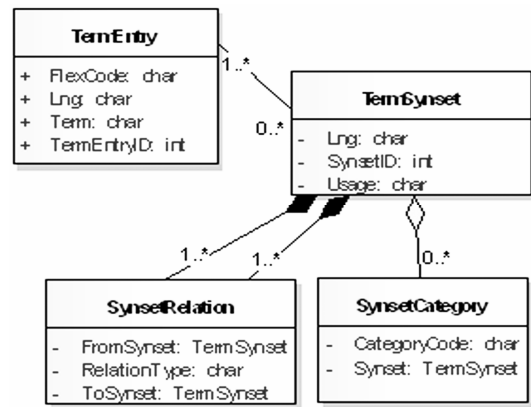 TermEntry
+ FlexCode: char
+ Lng: char
+ Term: char
+ TermEntryID: int
1..*
0..*
TermSynset
- Lng: char
- SynsetID: int
- Usage: char
1..*
1..*
0..*
SynsetRelation
- FromSynset: TermSynset
- RelationType: char
- ToSynset: TermSynset
SynsetCategory
- CategoryCode: char
- Synset: TermSynset